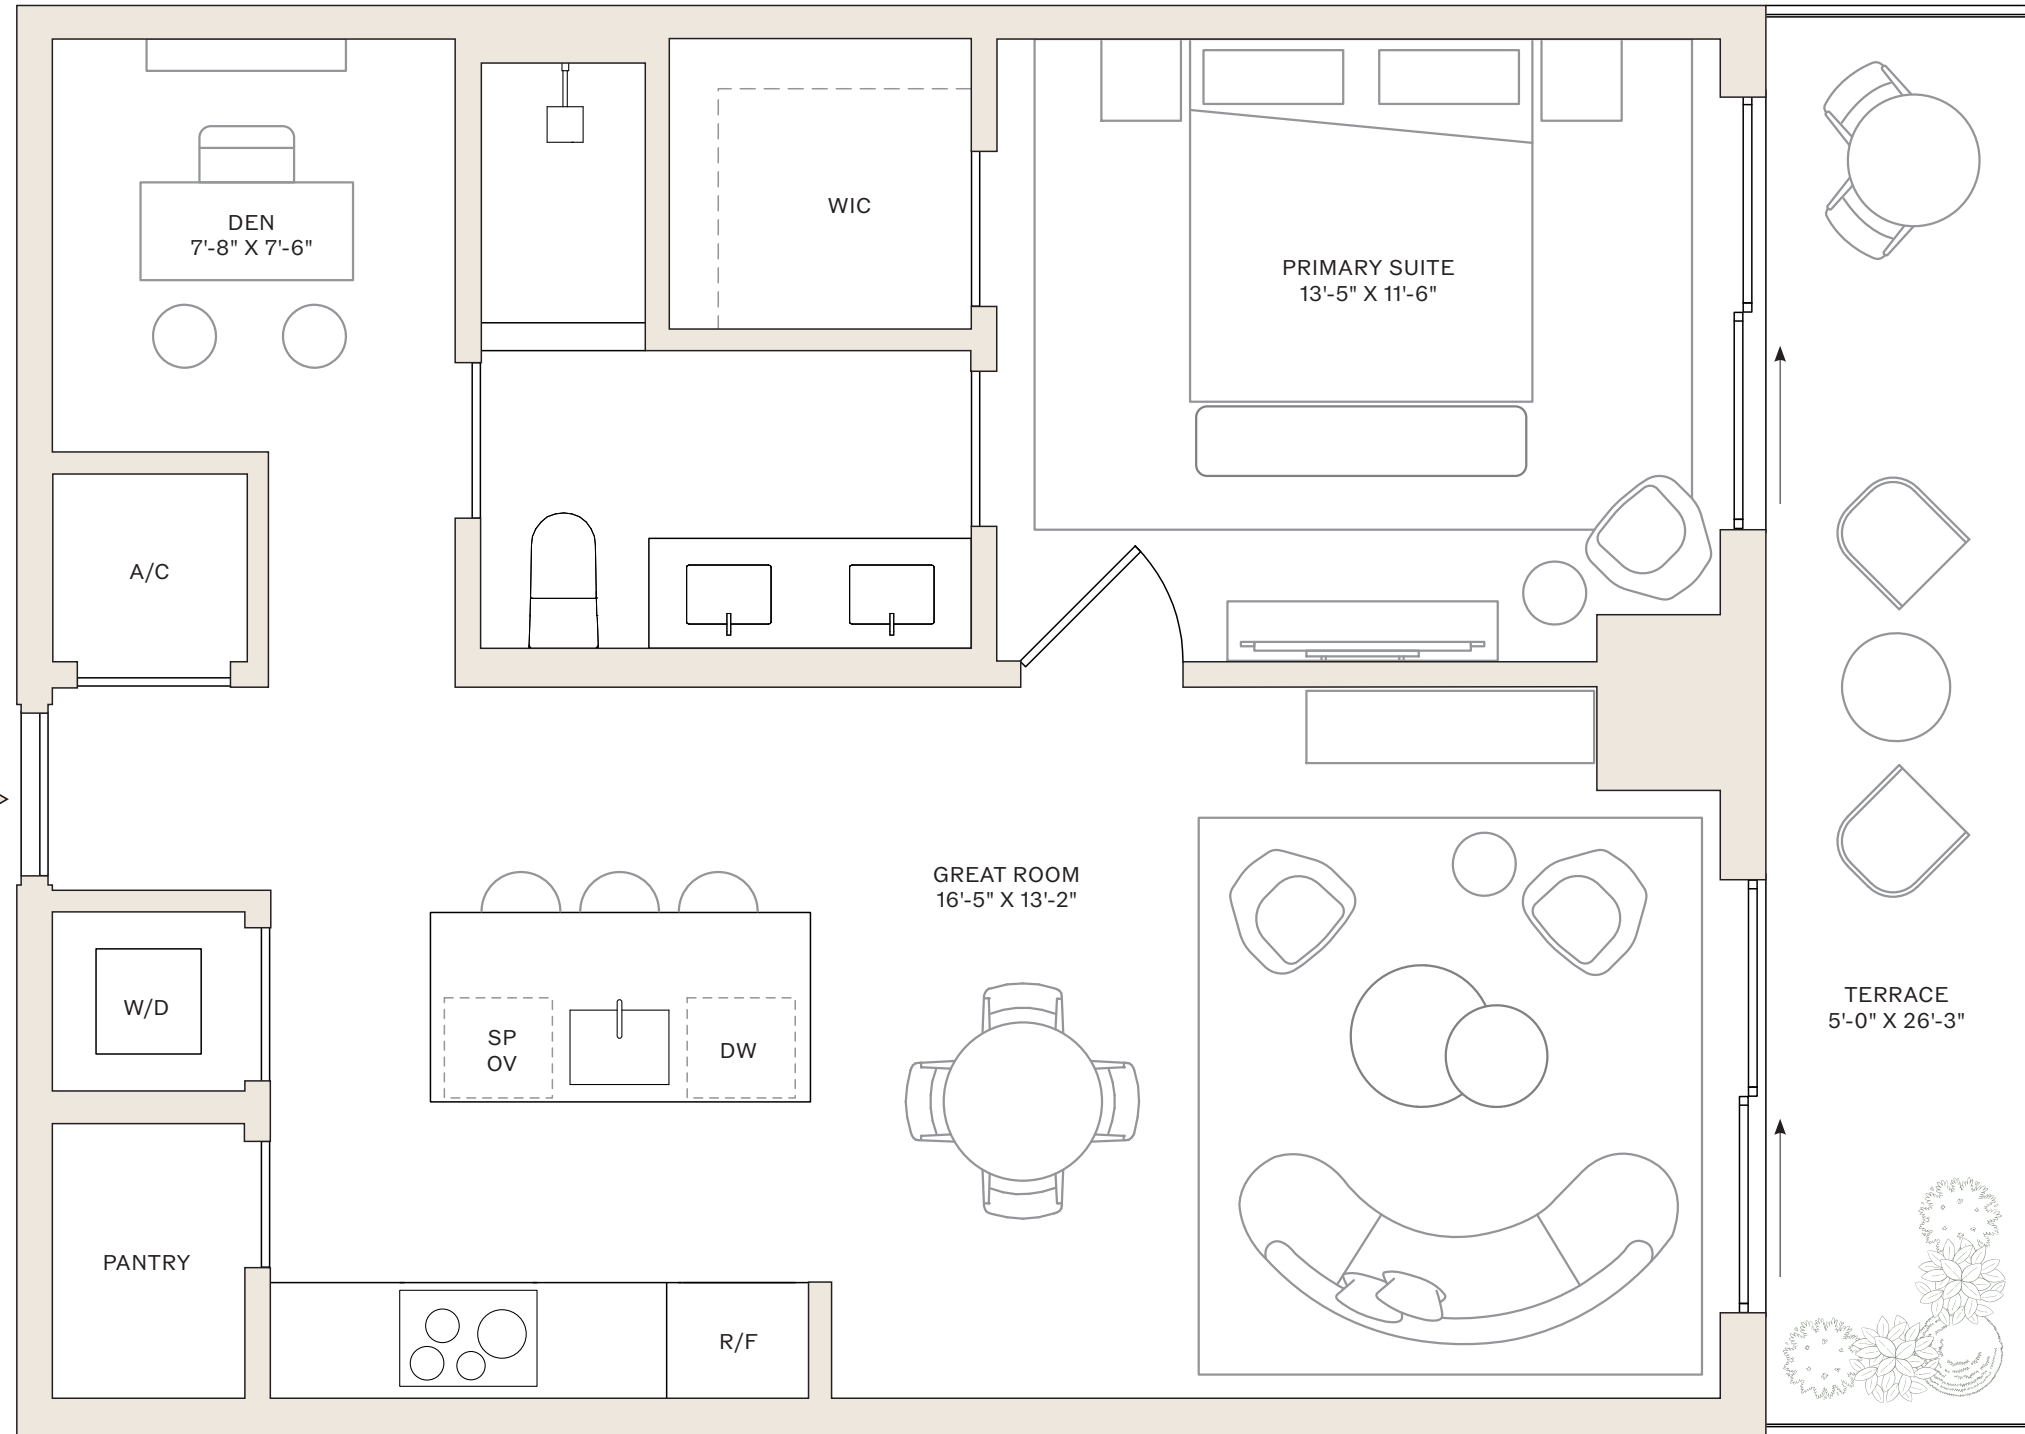 DEN
7'-8" X 7'-6"
WIC
PRIMARY SUITE
13'-5" X 11'-6"
A/C
GREAT ROOM
16'-5" X 13'-2"
W/D
SP
OV
DW
TERRACE
5'-0" X 26'-3"
PANTRY
R/F